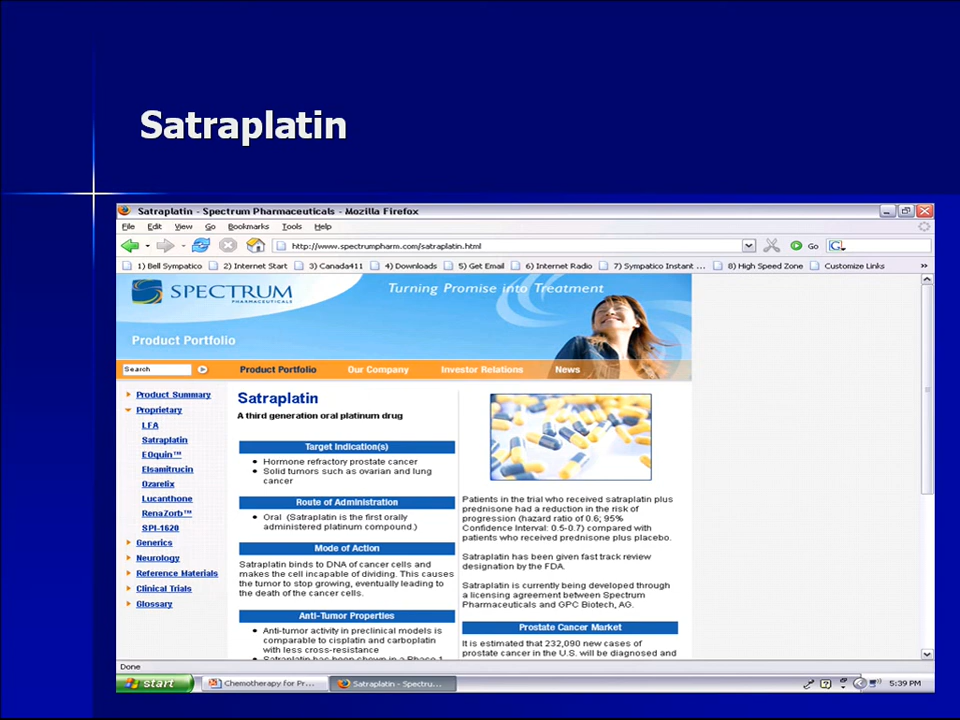 Satraplatin
Satraplatin - Spectrum Pharmaceuticals - Mozilla Firefox
File Edit View Go Bookmarks Tools Help
http://www.spectrumpharm.com/satraplatin.html
Go
1) Bell Sympatico 2) Internet Start 3) Canada411 4) Downloads 5) Get Email 6) Internet Radio 7) Sympatico Instant ... 8) High Speed Zone Customize Links »
SPECTRUM
PHARMACEUTICALS
Turning Promise into Treatment
Product Portfolio
Search
Product Portfolio Our Company Investor Relations News
Product Summary
Proprietary
LFA
Satraplatin
EOquin™
Elsamitrucin
Ozarelix
Lucanthone
RenaZorb™
SPI-1620
Generics
Neurology
Reference Materials
Clinical Trials
Glossary
Satraplatin
A third generation oral platinum drug
Target Indication(s)
Hormone refractory prostate cancer
Solid tumors such as ovarian and lung
cancer
Route of Administration
Oral (Satraplatin is the first orally
administered platinum compound.)
Mode of Action
Satraplatin binds to DNA of cancer cells and
makes the cell incapable of dividing. This causes
the tumor to stop growing, eventually leading to
the death of the cancer cells.
Anti-Tumor Properties
Anti-tumor activity in preclinical models is
comparable to cisplatin and carboplatin
with less cross-resistance
Satraplatin has been shown in a Phase 1
Patients in the trial who received satraplatin plus
prednisone had a reduction in the risk of
progression (hazard ratio of 0.6; 95%
Confidence Interval: 0.5-0.7) compared with
patients who received prednisone plus placebo.
Satraplatin has been given fast track review
designation by the FDA.
Satraplatin is currently being developed through
a licensing agreement between Spectrum
Pharmaceuticals and GPC Biotech, AG.
Prostate Cancer Market
It is estimated that 232,090 new cases of
prostate cancer in the U.S. will be diagnosed and
Done
start
Chemotherapy for Pr...
Satraplatin - Spectru...
5:39 PM